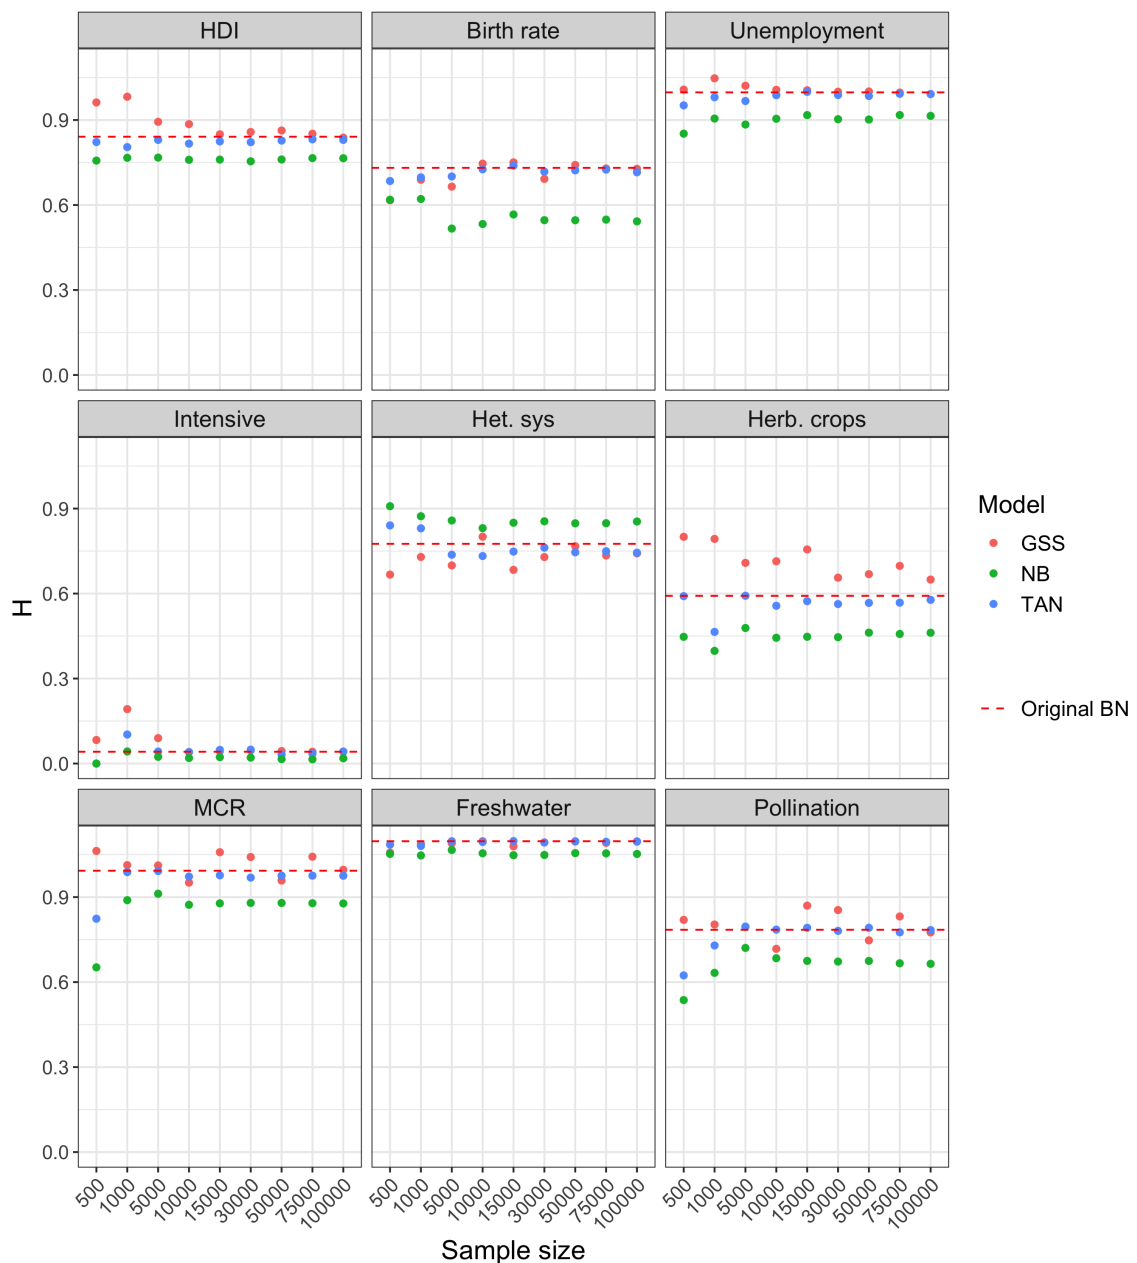 HDI
Birth rate
Unemployment
0.9
0.6
0.3
0.0
Intensive
Het. sys
Herb. crops
0.9
0.6
0.3
0.0
MCR
Freshwater
Pollination
0.9
0.6
0.3
0.0
500 1000 5000 10000 15000 30000 50000 75000 100000
500 1000 5000 10000 15000 30000 50000 75000 100000
500 1000 5000 10000 15000 30000 50000 75000 100000
Sample size
H
Model
GSS
NB
TAN
Original BN